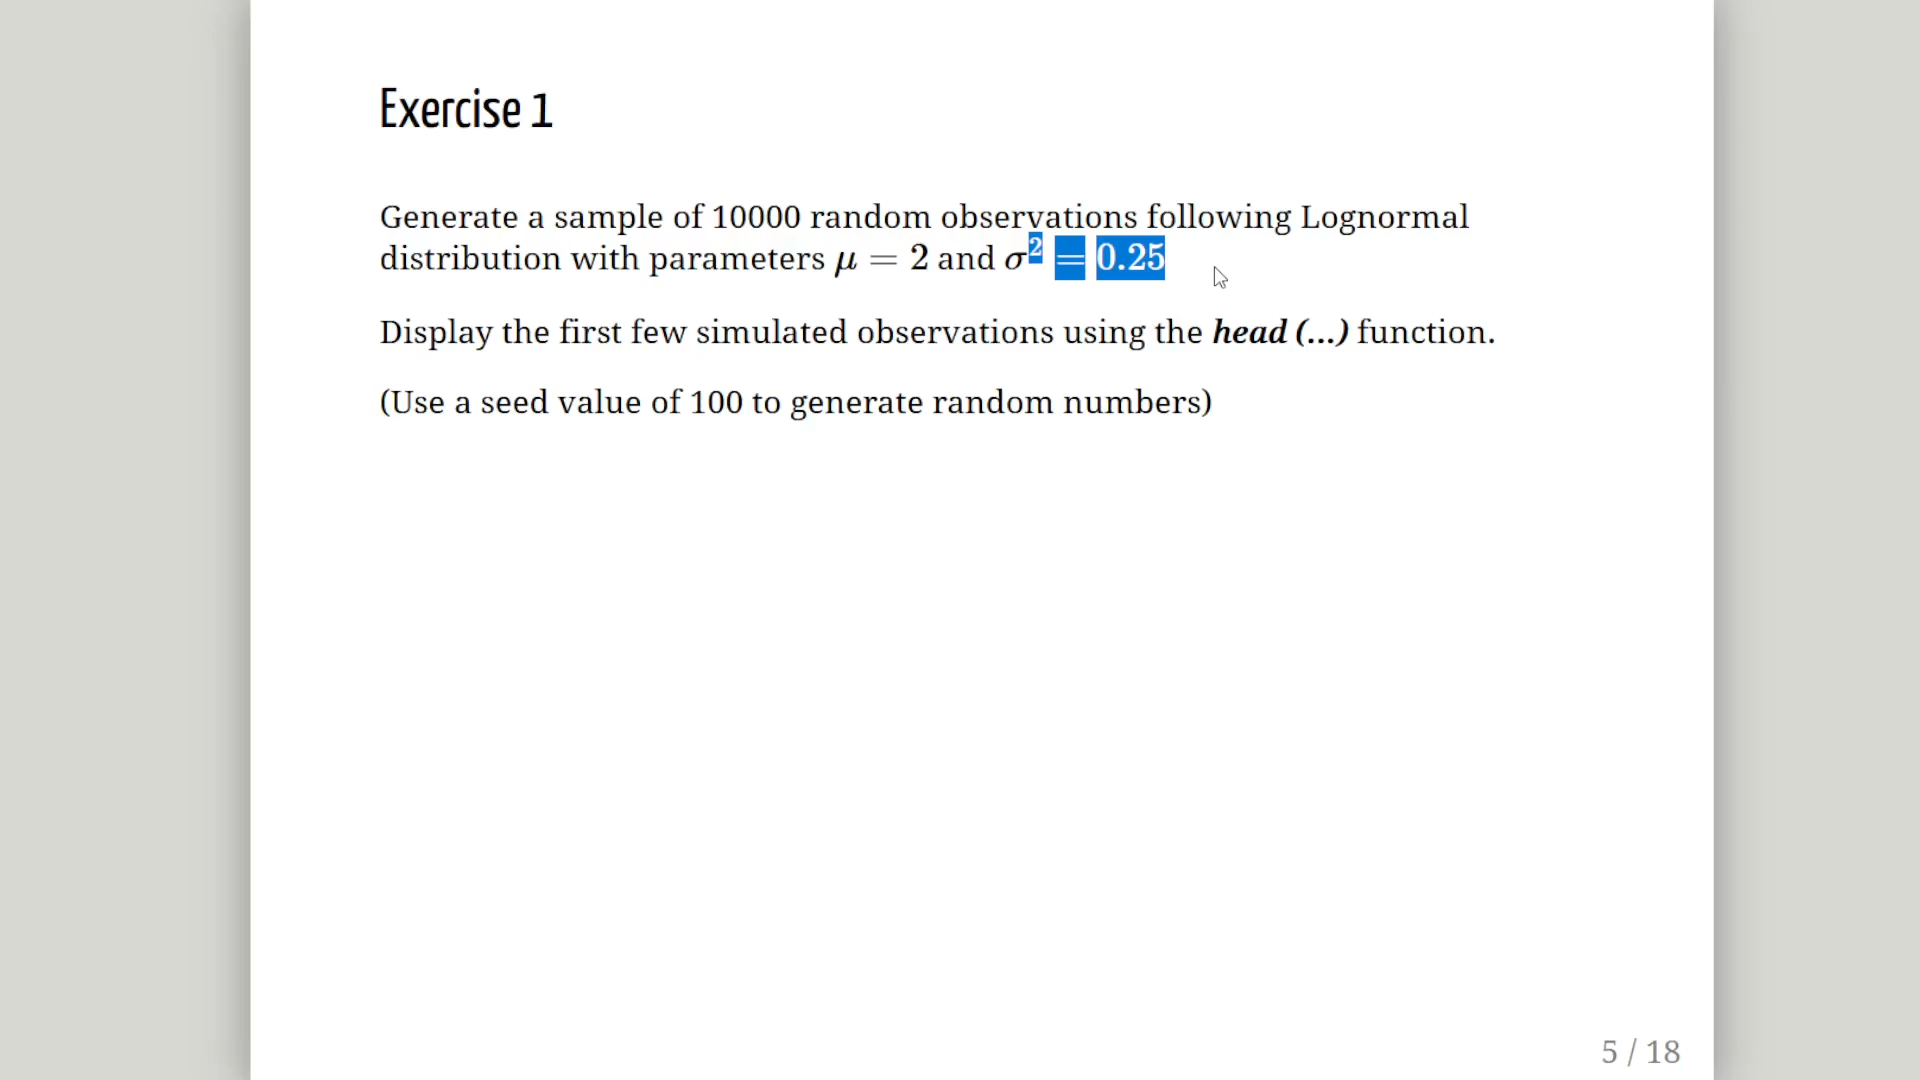 Exercise 1
Generate a sample of 10000 random observations following Lognormal
distribution with parameters μ = 2 and σ² = 0.25
Display the first few simulated observations using the head (...) function.
(Use a seed value of 100 to generate random numbers)
5 / 18